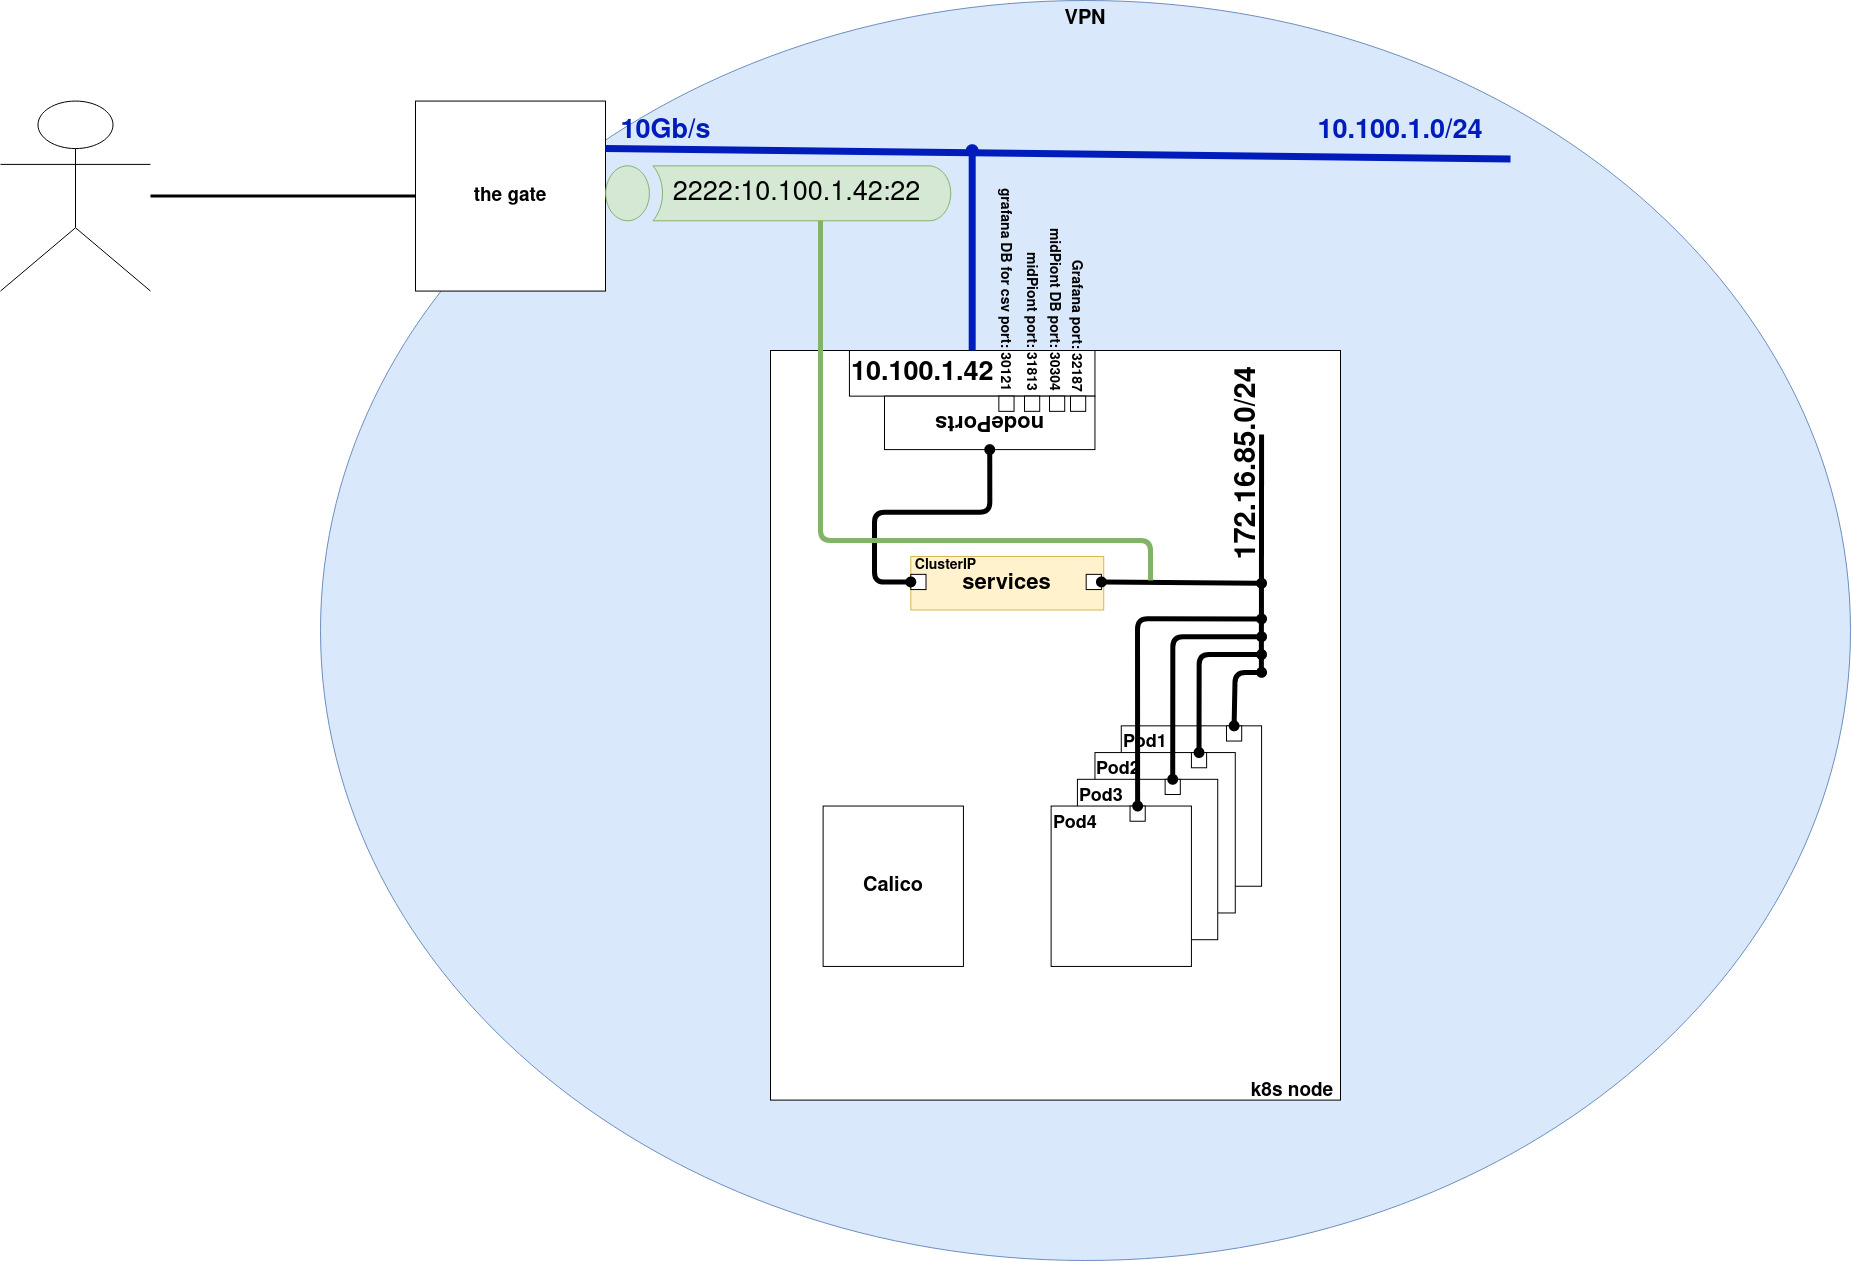 VPN
10Gb/s
10.100.1.0/24
the gate
2222:10.100.1.42:22
grafana DB for csv port: 30121
midPiont port: 31813
midPiont DB port: 30304
Grafana port: 32187
10.100.1.42
nodePorts
172.16.85.0/24
ClusterIP
services
Pod1
Pod2
Pod3
Pod4
Calico
k8s node